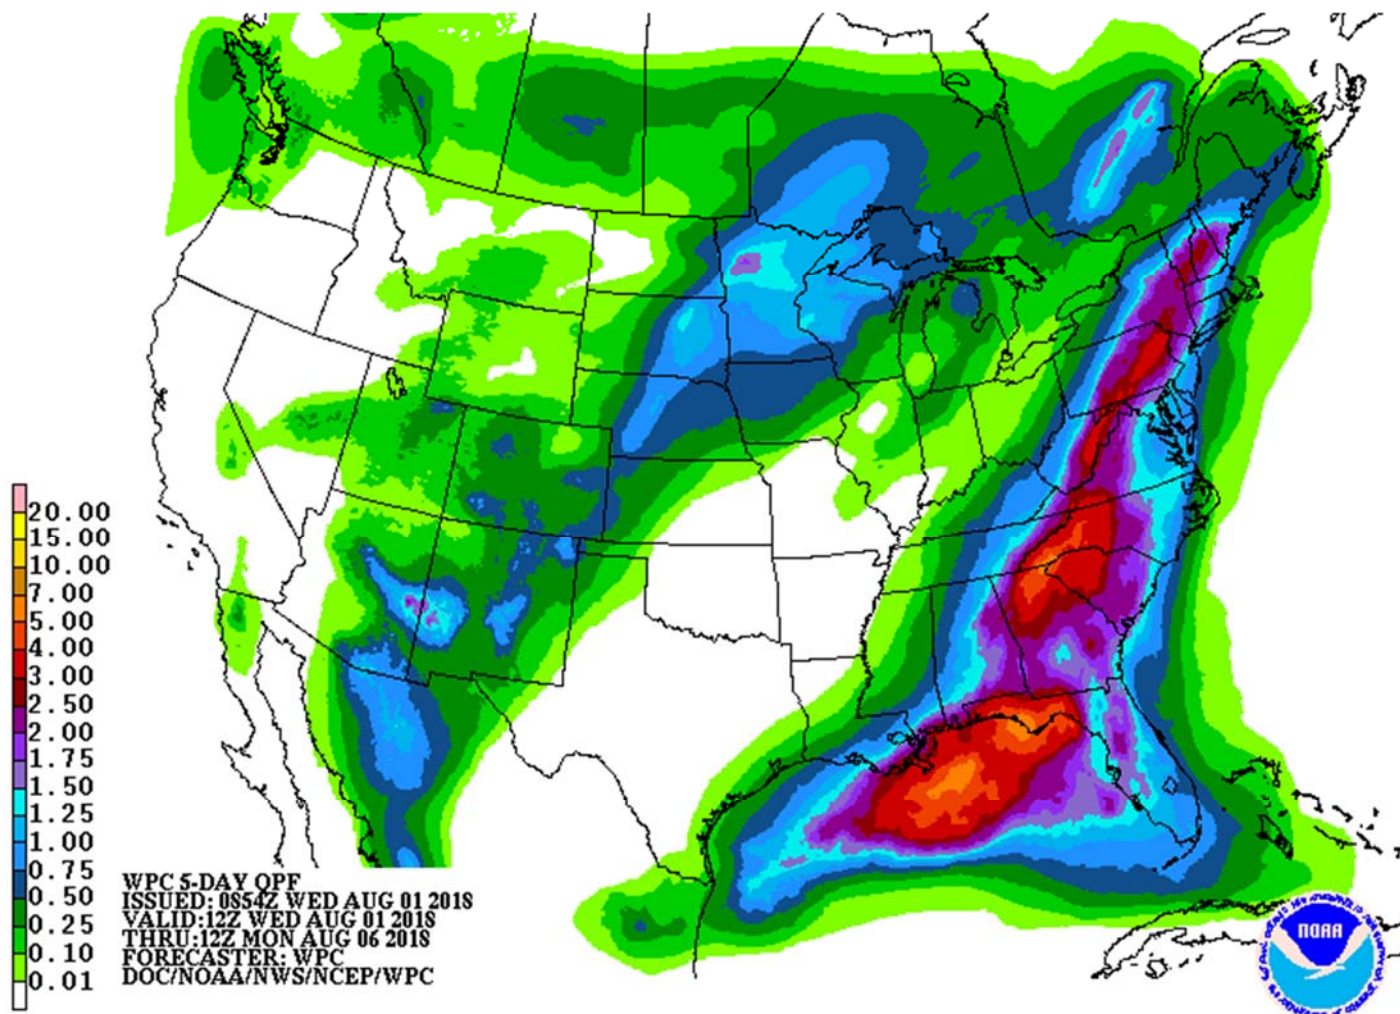 20.00
15.00
10.00
7.00
5.00
4.00
3.00
2.50
2.00
1.75
1.50
1.25
1.00
0.75
0.50
0.25
0.10
0.01
WPC 5-DAY QPF
ISSUED: 0854Z WED AUG 01 2018
VALID:12Z WED AUG 01 2018
THRU:12Z MON AUG 06 2018
FORECASTER: WPC
DOC/NOAA/NWS/NCEP/WPC
NOAA